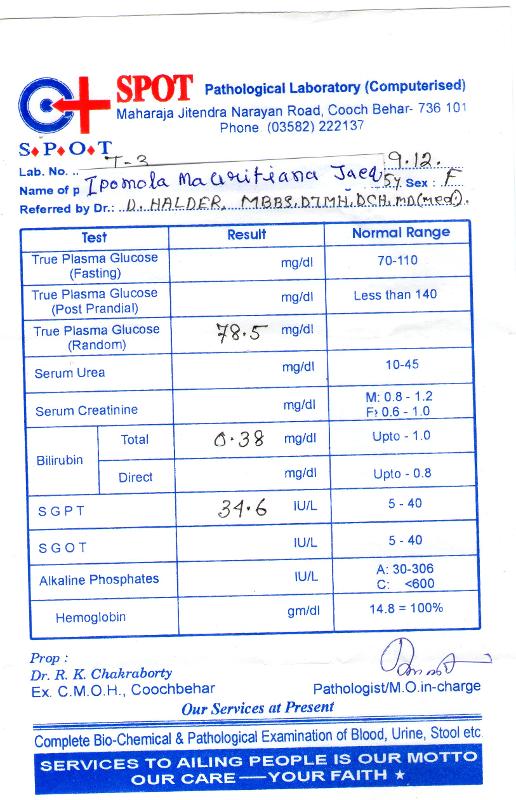 SPOT Pathological Laboratory (Computerised)
Maharaja Jitendra Narayan Road, Cooch Behar- 736 101
Phone (03582) 222137
S♦P♦O♦T
Lab. No. .. T-3 9.12.
Name of p Ipomola Mauritiana Jacq 5y Sex : F
Referred by Dr.: .. D. HALDER, MBBS, DTMH, DCH, MD(med).
Test Result Normal Range
True Plasma Glucose (Fasting) mg/dl 70-110
True Plasma Glucose (Post Prandial) mg/dl Less than 140
True Plasma Glucose (Random) 78.5 mg/dl
Serum Urea mg/dl 10-45
Serum Creatinine mg/dl M: 0.8 - 1.2 F: 0.6 - 1.0
Bilirubin Total 0.38 mg/dl Upto - 1.0
Direct mg/dl Upto - 0.8
SGPT 34.6 IU/L 5 - 40
SGOT IU/L 5 - 40
Alkaline Phosphates IU/L A: 30-306 C: <600
Hemoglobin gm/dl 14.8 = 100%
Prop :
Dr. R. K. Chakraborty
Ex. C.M.O.H., Coochbehar Pathologist/M.O.in-charge
Our Services at Present
Complete Bio-Chemical & Pathological Examination of Blood, Urine, Stool etc
SERVICES TO AILING PEOPLE IS OUR MOTTO
OUR CARE — YOUR FAITH ★